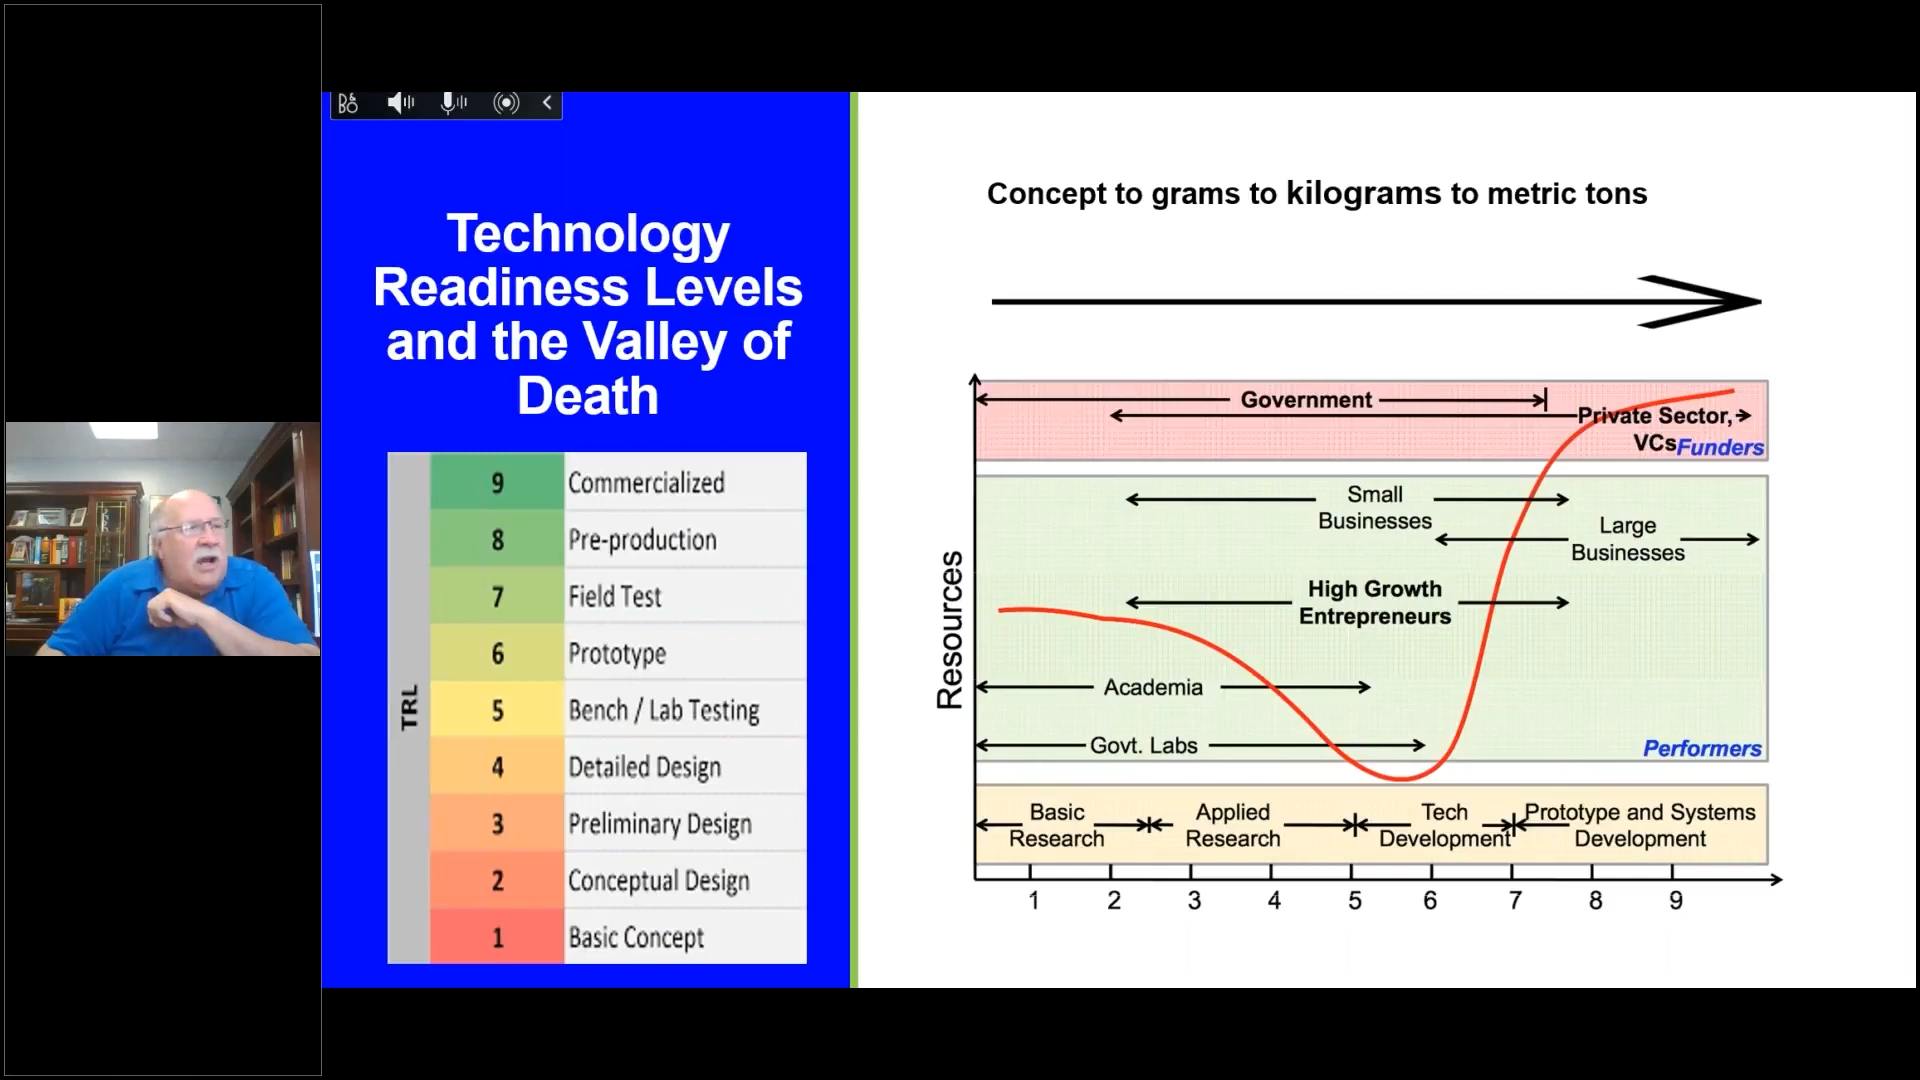 Technology
Readiness Levels
and the Valley of
Death
TRL
9 Commercialized
8 Pre-production
7 Field Test
6 Prototype
5 Bench / Lab Testing
4 Detailed Design
3 Preliminary Design
2 Conceptual Design
1 Basic Concept
Concept to grams to kilograms to metric tons
Resources
Government
Private Sector,
VCs
Funders
Small
Businesses
Large
Businesses
High Growth
Entrepreneurs
Academia
Govt. Labs
Performers
Basic
Research
Applied
Research
Tech
Development
Prototype and Systems
Development
1 2 3 4 5 6 7 8 9